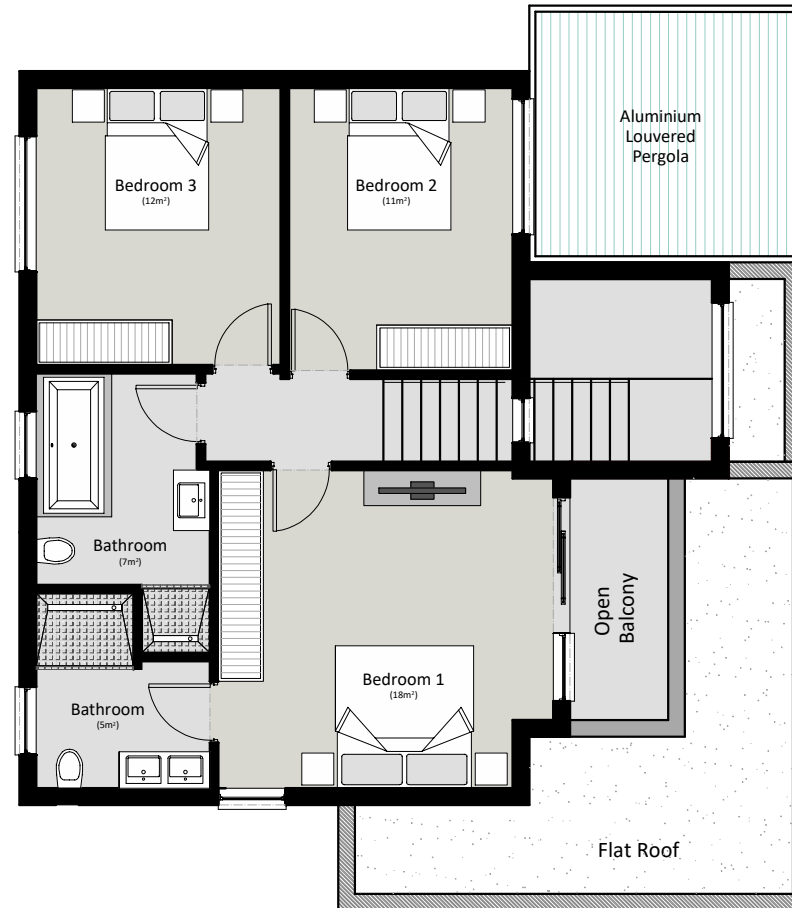 Aluminium
Louvered
Pergola
Bedroom 3
(12m²)
Bedroom 2
(11m²)
Bathroom
(7m²)
Open
Balcony
Bedroom 1
(18m²)
Bathroom
(5m²)
Flat Roof